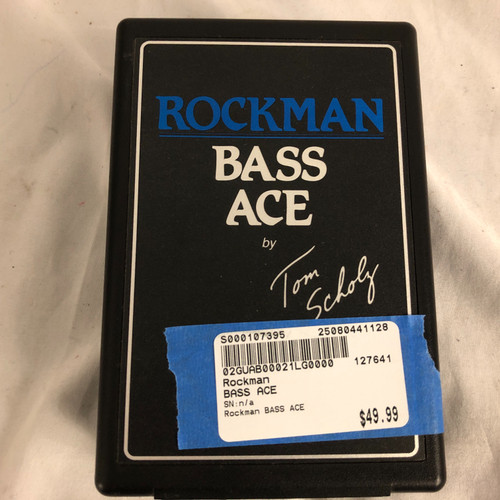 ROCKMAN
BASS
ACE
by
Tom
Scholz
S000107395 25080441128
02GUAB00021LG0000 127641
Rockman
BASS ACE
SN:n/a
Rockman BASS ACE
$49.99